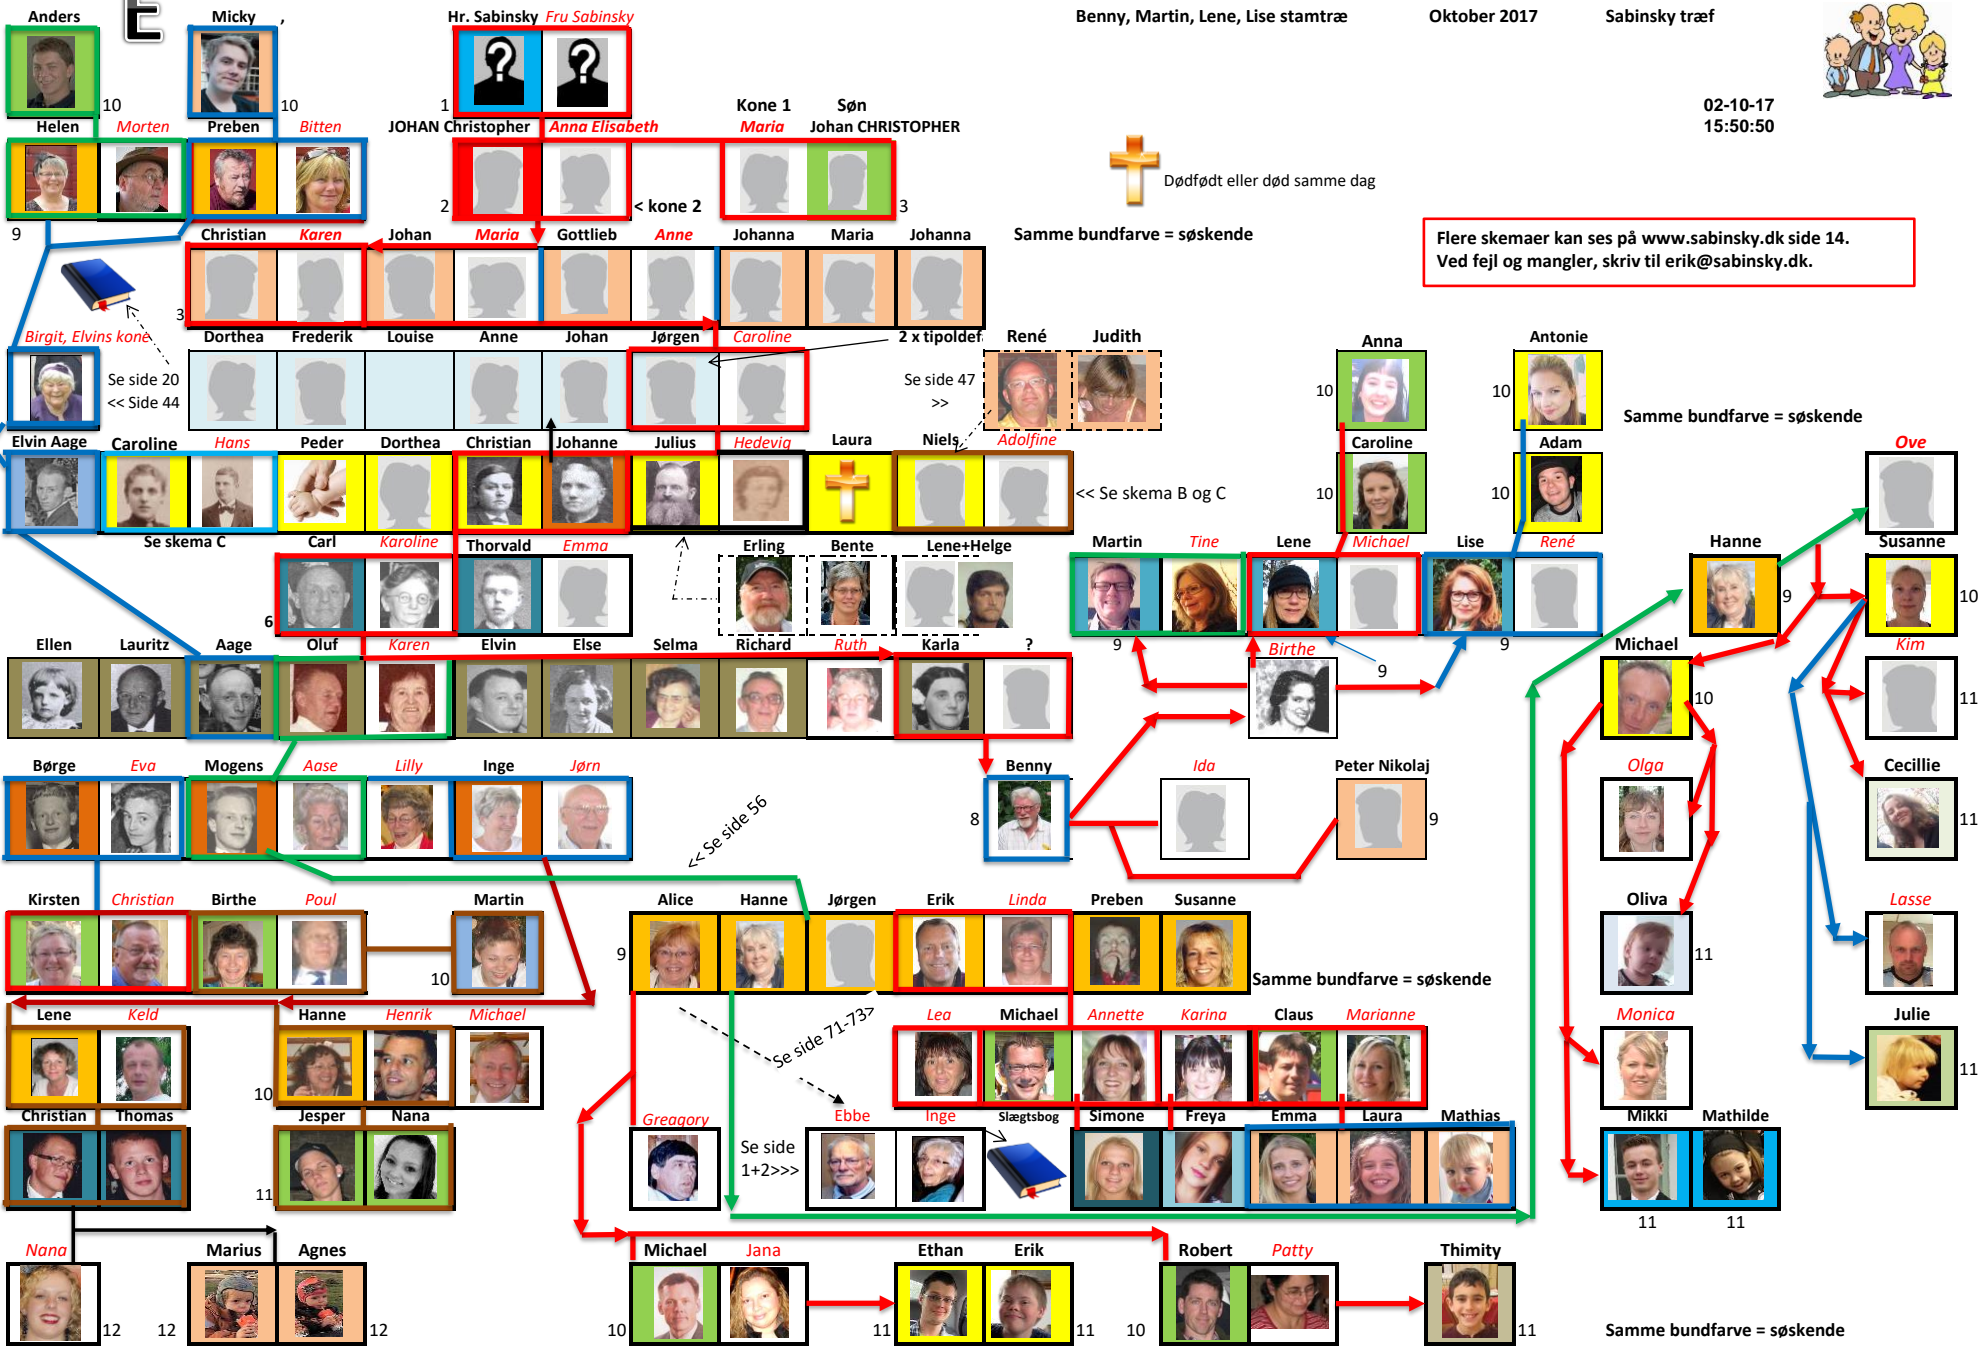 E
Anders Micky , Hr. Sabinsky Fru Sabinsky Benny, Martin, Lene, Lise stamtræ Oktober 2017 Sabinsky træf
10 10 1 Kone 1 Søn 02-10-17
15:50:50
Helen Morten Preben Bitten JOHAN Christopher Anna Elisabeth Maria Johan CHRISTOPHER
Dødfødt eller død samme dag
2 < kone 2 3
9 Christian Karen Johan Maria Gottlieb Anne Johanna Maria Johanna Samme bundfarve = søskende
Flere skemaer kan ses på www.sabinsky.dk side 14.
Ved fejl og mangler, skriv til erik@sabinsky.dk.
3
Birgit, Elvins kone Dorthea Frederik Louise Anne Johan Jørgen Caroline 2 x tipoldef René Judith Anna Antonie
Se side 20
<< Side 44
Se side 47
>>
10 10
Samme bundfarve = søskende
Elvin Aage Caroline Hans Peder Dorthea Christian Johanne Julius Hedevig Laura Niels Adolfine Caroline Adam Ove
<< Se skema B og C
10 10
Se skema C Carl Karoline Thorvald Emma Erling Bente Lene+Helge Martin Tine Lene Michael Lise René Hanne Susanne
6 9 10
Ellen Lauritz Aage Oluf Karen Elvin Else Selma Richard Ruth Karla ? 9 Birthe 9 9 Michael Kim
10 11
Børge Eva Mogens Aase Lilly Inge Jørn Benny Ida Peter Nikolaj Olga Cecillie
<< Se side 56
8 9 11
Kirsten Christian Birthe Poul Martin Alice Hanne Jørgen Erik Linda Preben Susanne Oliva Lasse
10 9 11
Samme bundfarve = søskende
Lene Keld Hanne Henrik Michael Lea Michael Annette Karina Claus Marianne Monica Julie
Se side 71-73>
10 11
Christian Thomas Jesper Nana Greagory Ebbe Inge Slægtsbog Simone Freya Emma Laura Mathias Mikki Mathilde
Se side
1+2>>>
11 11 11
Nana Marius Agnes Michael Jana Ethan Erik Robert Patty Thimity
12 12 12 10 11 11 10 11 Samme bundfarve = søskende